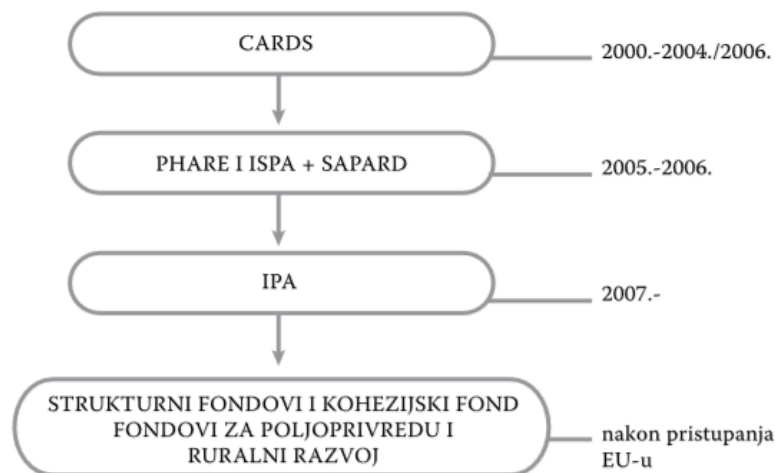 CARDS
2000.-2004./2006.
PHARE I ISPA + SAPARD
2005.-2006.
IPA
2007.-
STRUKTURNI FONDOVI I KOHEZIJSKI FOND
FONDOVI ZA POLJOPRIVREDU I
RURALNI RAZVOJ
nakon pristupanja
EU-u